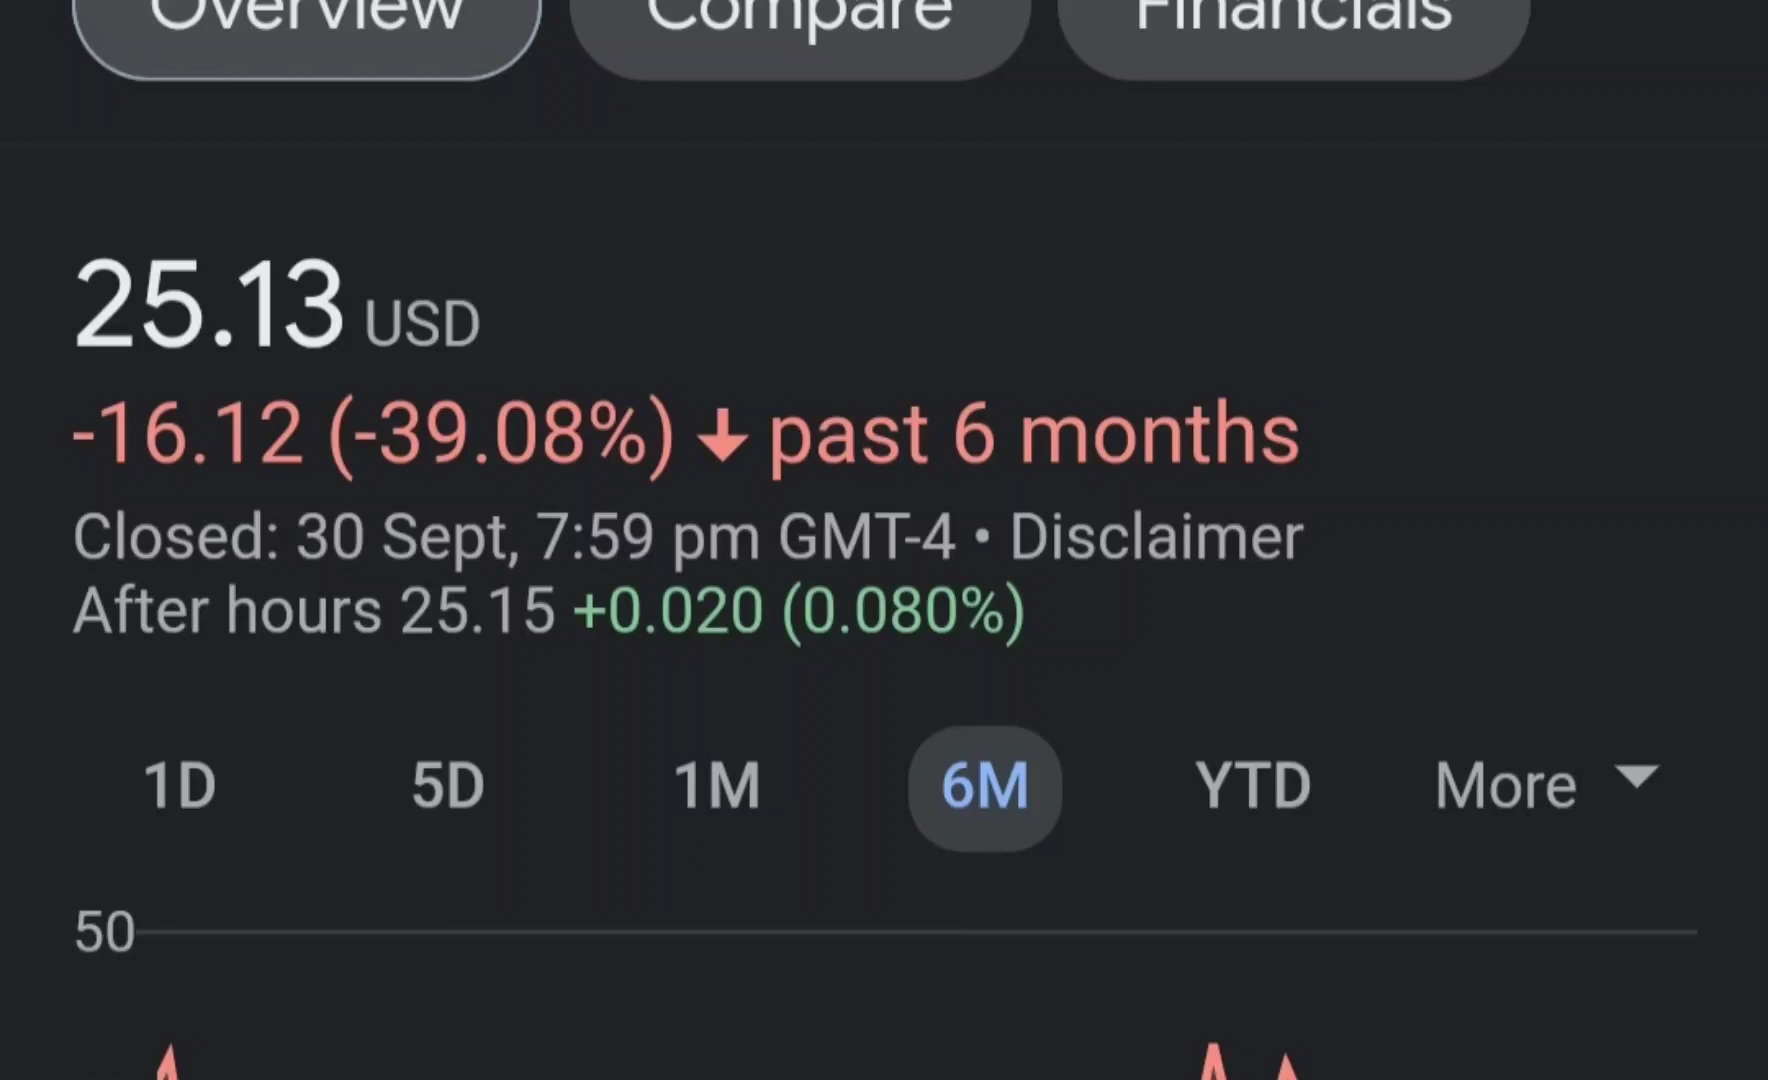 Overview Compare Financials
25.13 USD
-16.12 (-39.08%) ↓ past 6 months
Closed: 30 Sept, 7:59 pm GMT-4 • Disclaimer
After hours 25.15 +0.020 (0.080%)
1D 5D 1M 6M YTD More
50